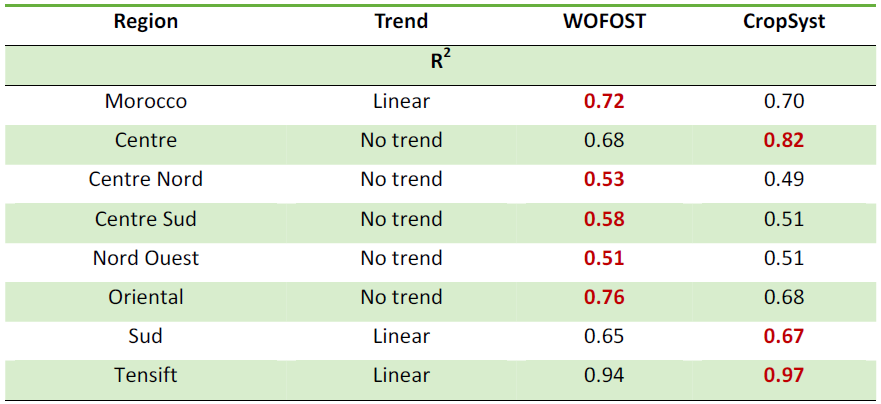 Region Trend WOFOST CropSyst
R²
Morocco Linear 0.72 0.70
Centre No trend 0.68 0.82
Centre Nord No trend 0.53 0.49
Centre Sud No trend 0.58 0.51
Nord Ouest No trend 0.51 0.51
Oriental No trend 0.76 0.68
Sud Linear 0.65 0.67
Tensift Linear 0.94 0.97